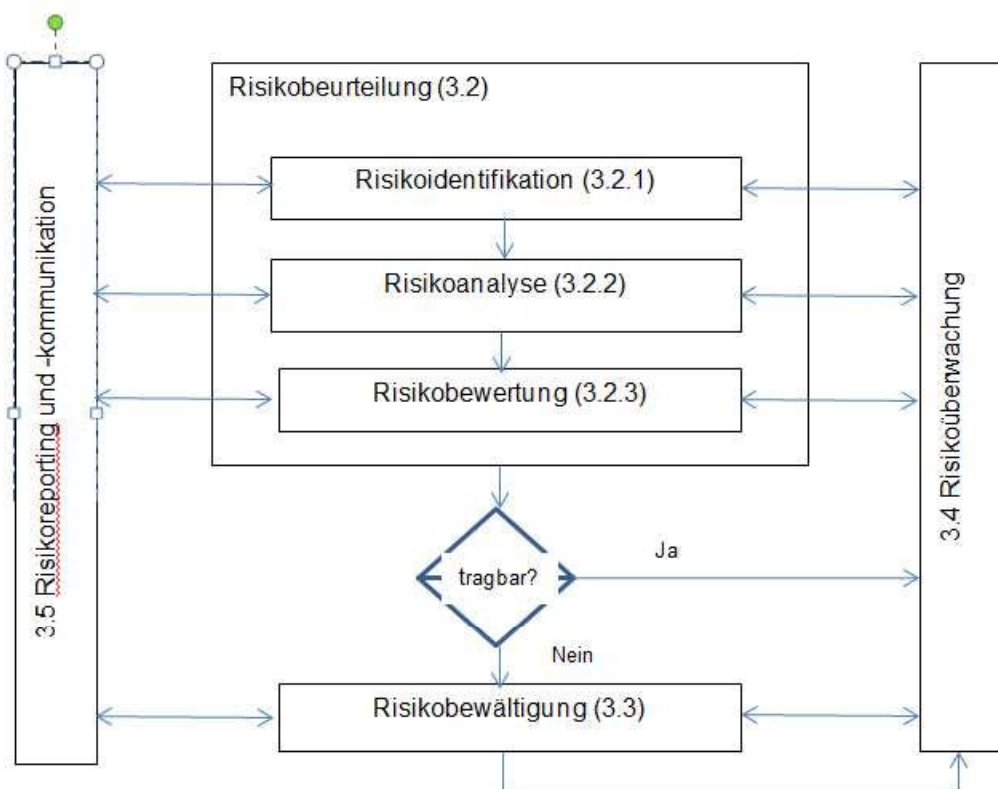 3.5 Risikoreporting und -kommunikation
Risikobeurteilung (3.2)
Risikoidentifikation (3.2.1)
Risikoanalyse (3.2.2)
Risikobewertung (3.2.3)
tragbar?
Ja
Nein
Risikobewältigung (3.3)
3.4 Risikoüberwachung